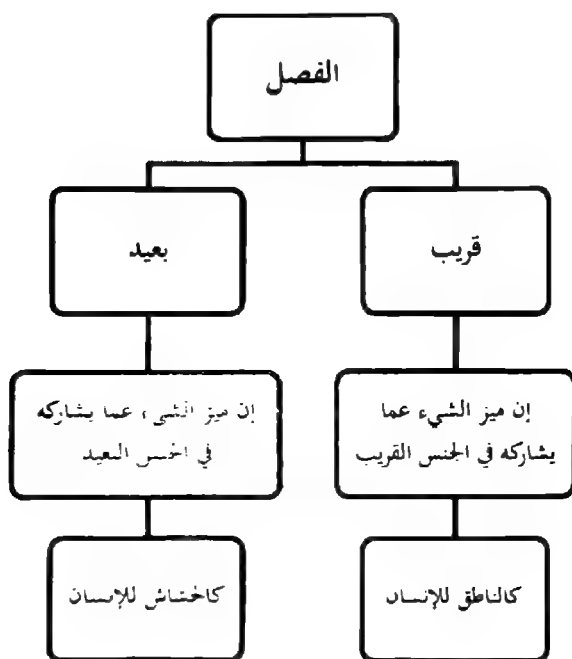 الفصل
قريب
بعيد
إن ميز الشيء عما
يشاركه في الجنس القريب
إن ميز الشيء عما يشاركه
في الجنس البعيد
كالناطق للإنسان
كالحساس للإنسان